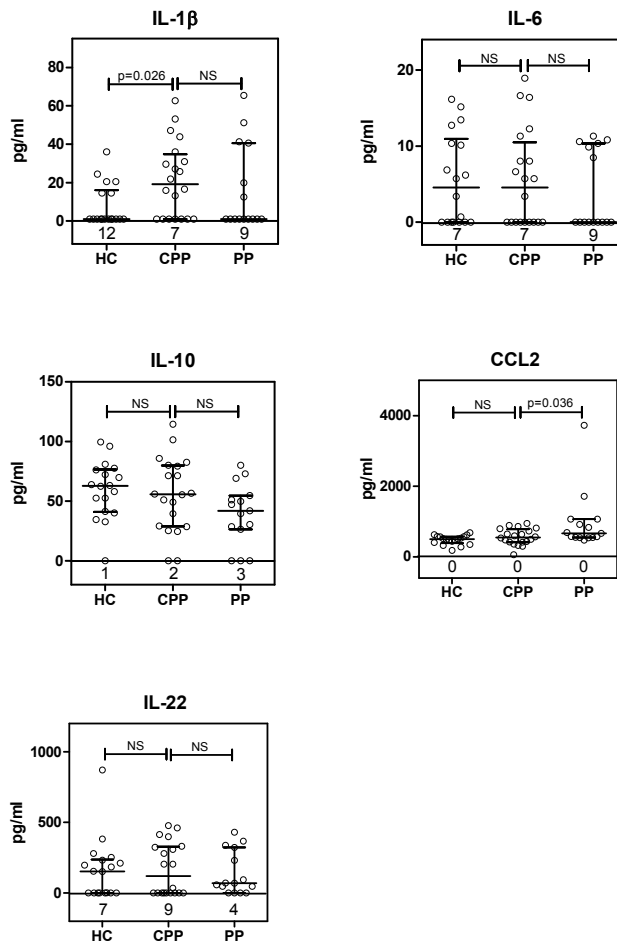 IL-1β
80
60
40
20
0
pg/ml
p=0.026
NS
12
7
9
HC
CPP
PP
IL-6
20
10
0
pg/ml
NS
NS
7
7
9
HC
CPP
PP
IL-10
150
100
50
0
pg/ml
NS
NS
1
2
3
HC
CPP
PP
CCL2
4000
2000
0
pg/ml
NS
p=0.036
0
0
0
HC
CPP
PP
IL-22
1000
500
0
pg/ml
NS
NS
7
9
4
HC
CPP
PP